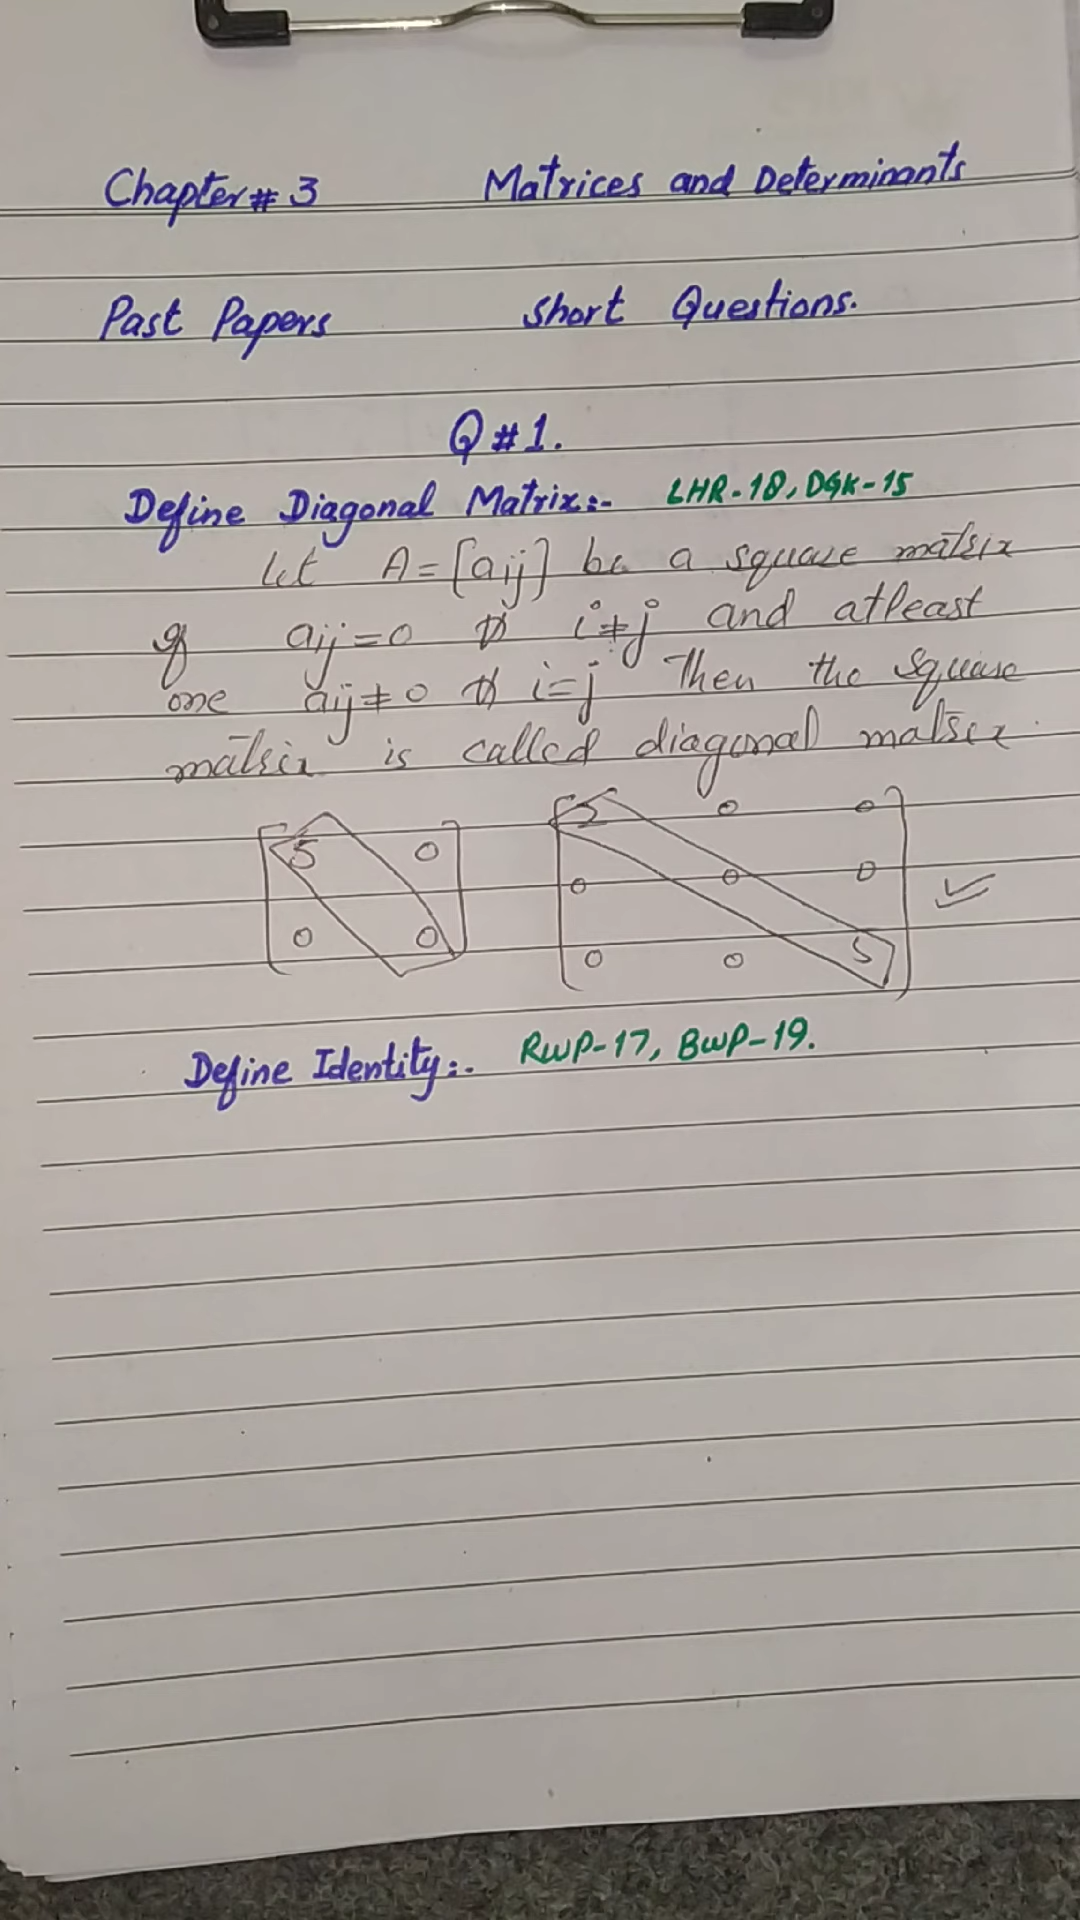 Chapter # 3 Matrices and Determinants
Past Papers Short Questions.
Q #1.
Define Diagonal Matrix:- LHR-18, DGK-15
let A = [aij] be a square matrix
if aij = 0 ∀ i ≠ j and atleast
one aij ≠ 0 ∀ i = j Then the square
matrix is called diagonal matrix.
5 0
0 0
2 0 0
0 0 0
0 0 5
Define Identity:. RWP-17, BWP-19.